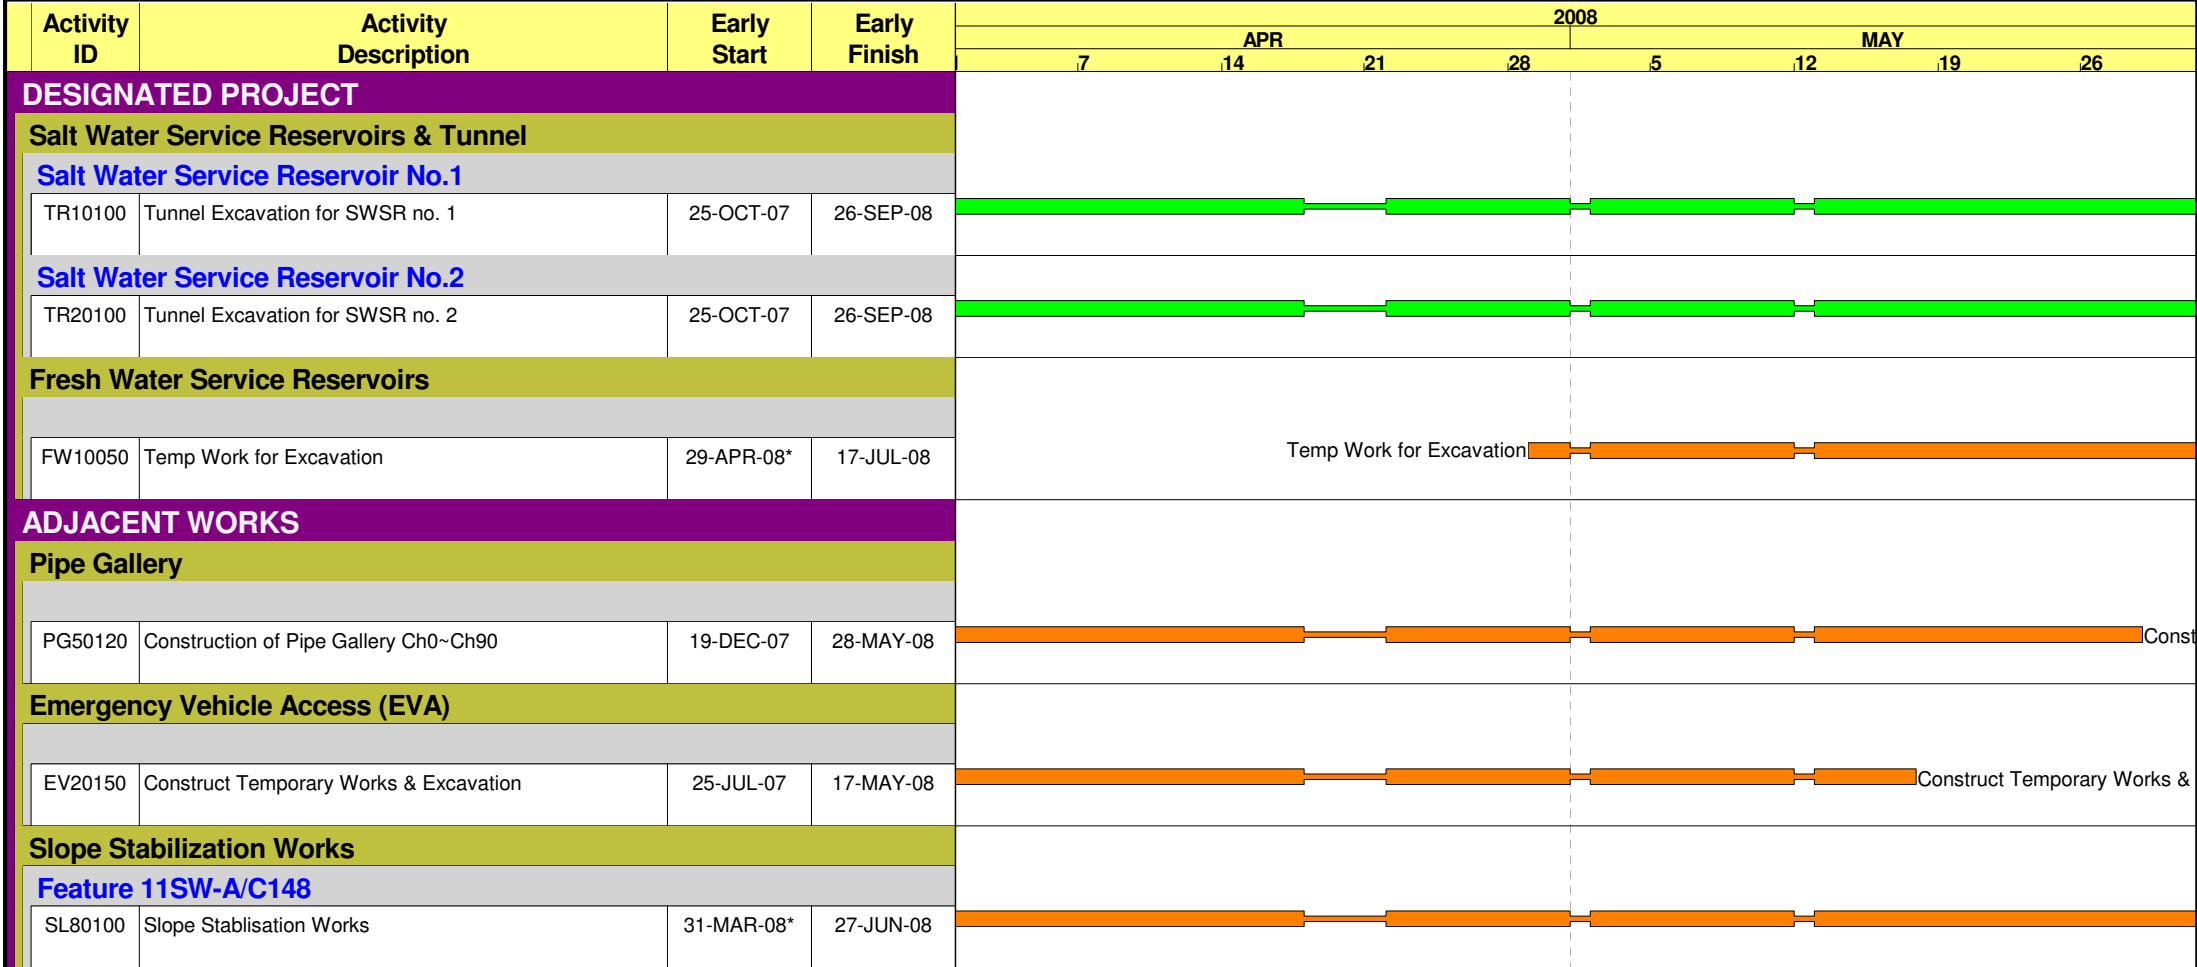 Activity ID Activity Description Early Start Early Finish
2008
APR MAY
7 14 21 28 5 12 19 26
DESIGNATED PROJECT
Salt Water Service Reservoirs & Tunnel
Salt Water Service Reservoir No.1
TR10100 Tunnel Excavation for SWSR no. 1 25-OCT-07 26-SEP-08
Salt Water Service Reservoir No.2
TR20100 Tunnel Excavation for SWSR no. 2 25-OCT-07 26-SEP-08
Fresh Water Service Reservoirs
FW10050 Temp Work for Excavation 29-APR-08* 17-JUL-08 Temp Work for Excavation
ADJACENT WORKS
Pipe Gallery
PG50120 Construction of Pipe Gallery Ch0~Ch90 19-DEC-07 28-MAY-08 Const
Emergency Vehicle Access (EVA)
EV20150 Construct Temporary Works & Excavation 25-JUL-07 17-MAY-08 Construct Temporary Works &
Slope Stabilization Works
Feature 11SW-A/C148
SL80100 Slope Stablisation Works 31-MAR-08* 27-JUN-08